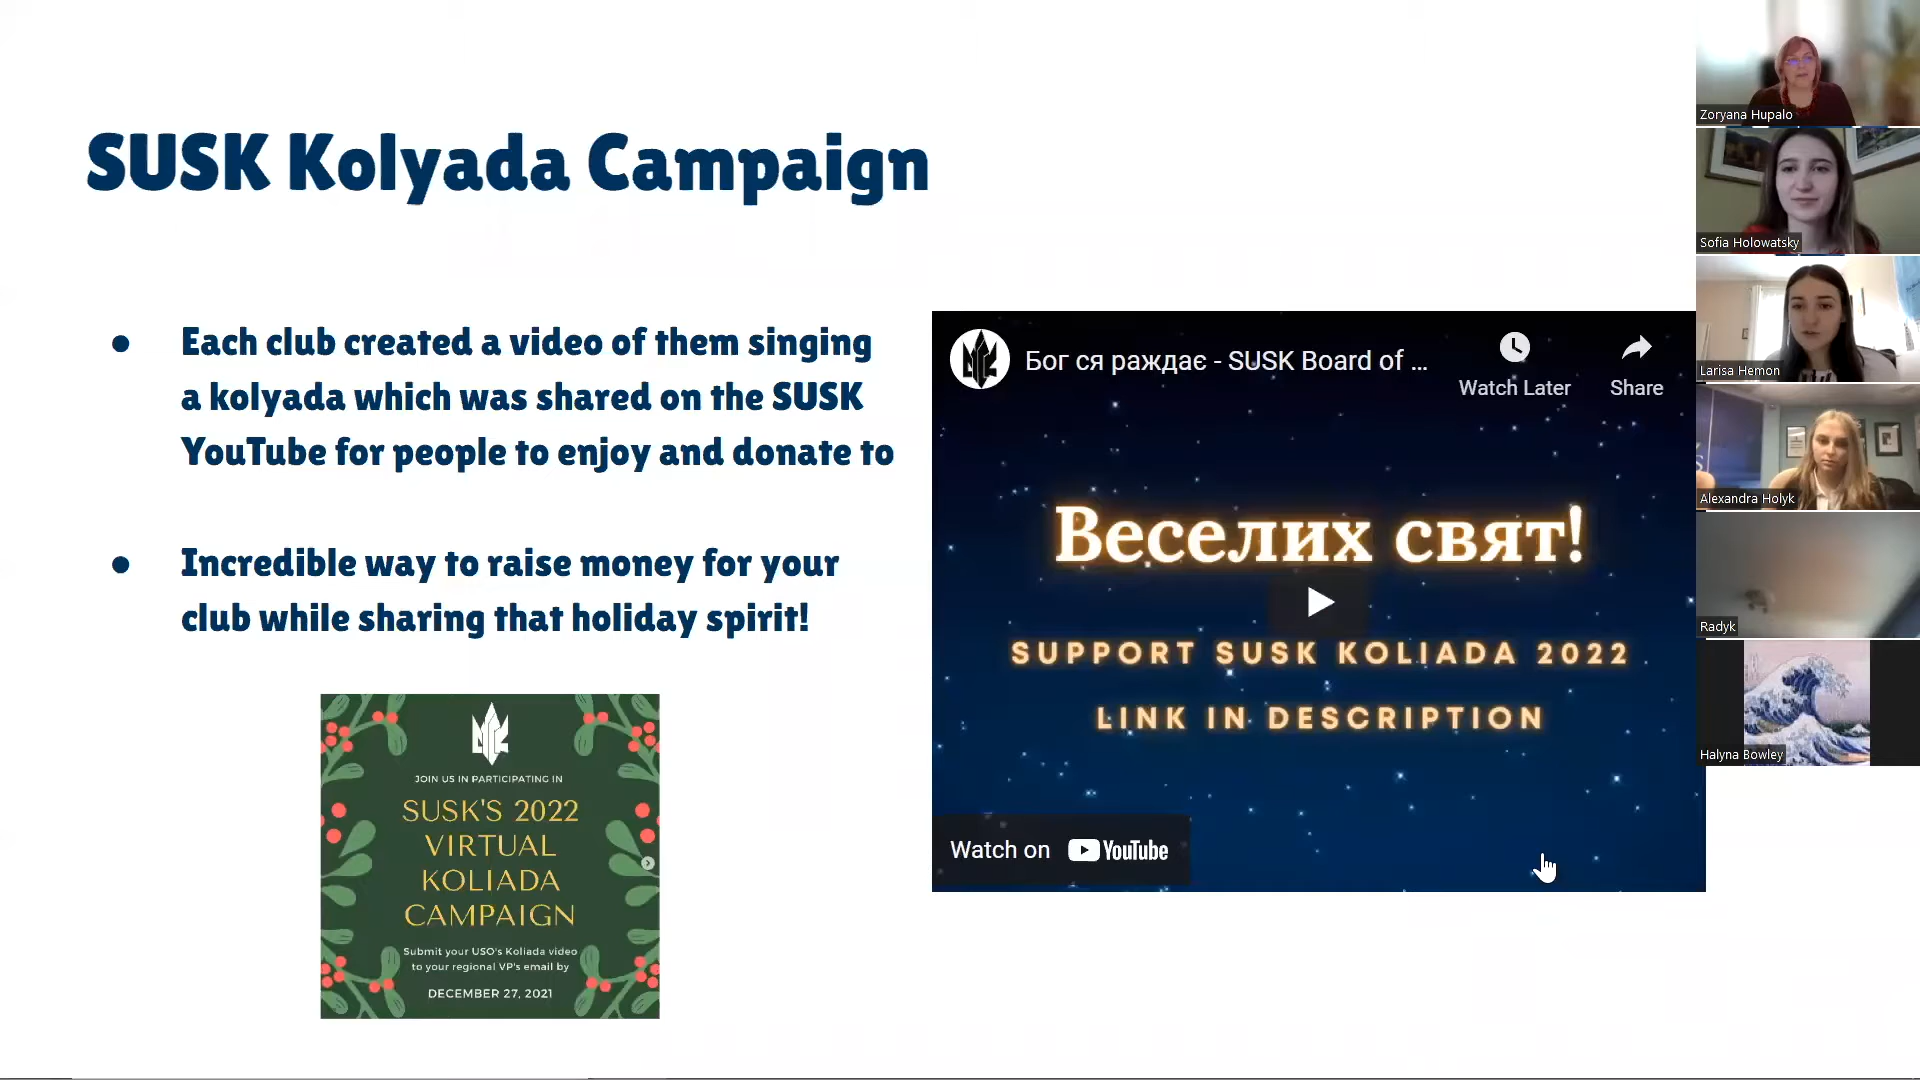 SUSK Kolyada Campaign
Each club created a video of them singing
a kolyada which was shared on the SUSK
YouTube for people to enjoy and donate to
Incredible way to raise money for your
club while sharing that holiday spirit!
JOIN US IN PARTICIPATING IN
SUSK'S 2022
VIRTUAL
KOLIADA
CAMPAIGN
Submit your USO's Koliada video
to your regional VP's email by
DECEMBER 27, 2021
Бог ся раждає - SUSK Board of ...
Watch Later
Share
Веселих свят!
SUPPORT SUSK KOLIADA 2022
LINK IN DESCRIPTION
Watch on YouTube
Zoryana Hupalo
Sofia Holowatsky
Larisa Hemon
Alexandra Holyk
Radyk
Halyna Bowley